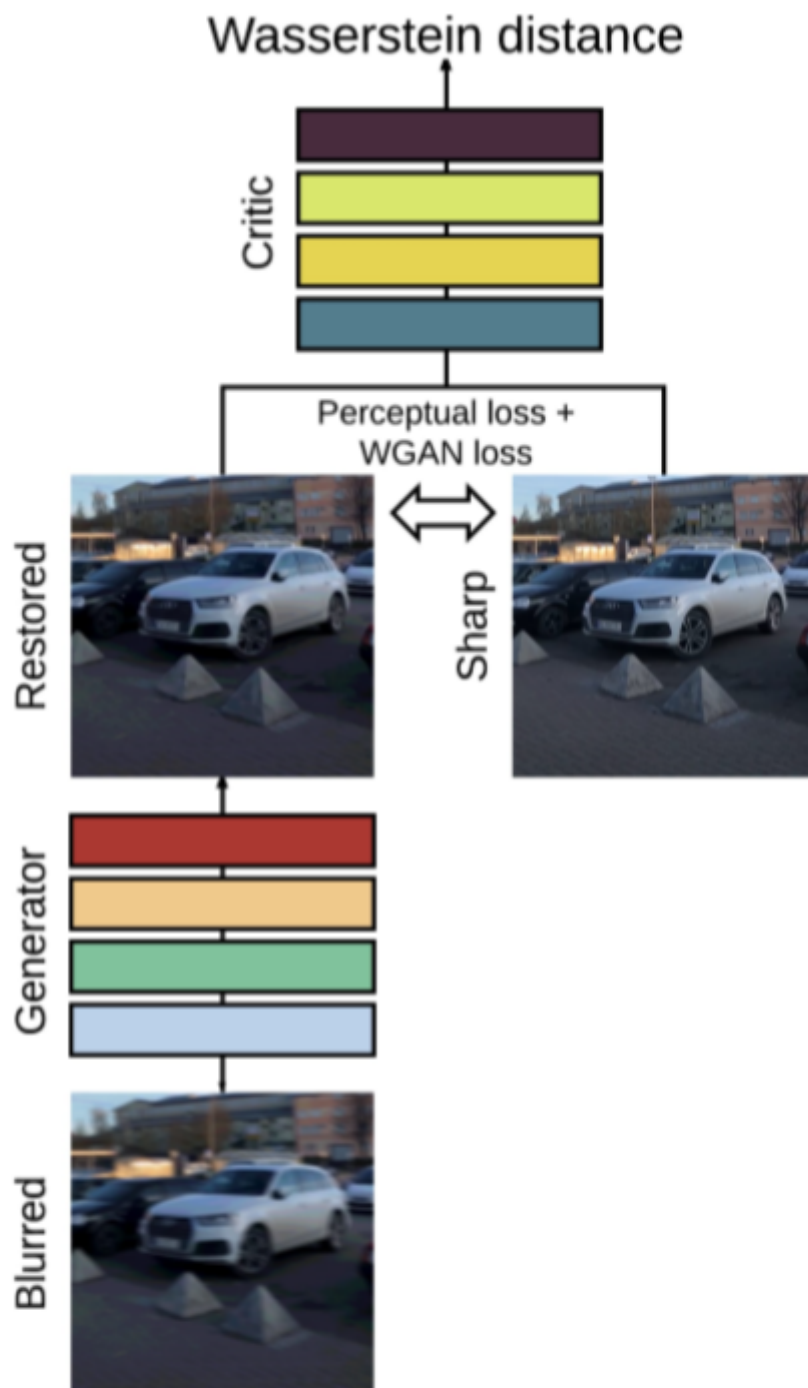 Wasserstein distance
Critic
Perceptual loss +
WGAN loss
Restored
Sharp
Generator
Blurred